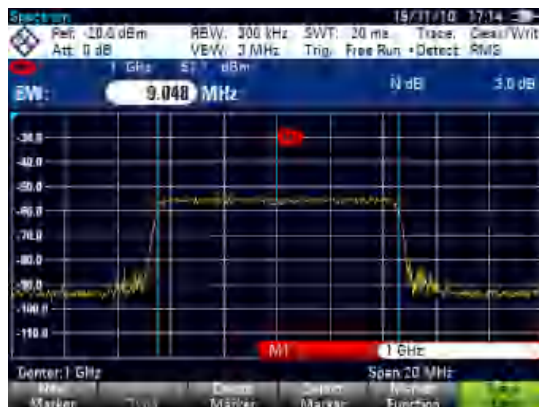 Spectrum 15/11/10 17:14
Ref: -20.0 dBm RBW: 300 kHz SWT: 20 ms Trace: Clear/Writ
Att: 0 dB VBW: 3 MHz Trig: Free Run • Detect: RMS
1 GHz dBm
BW: 9.048 MHz N dB 3.0 dB
-30.0
-40.0
-50.0
-60.0
-70.0
-80.0
-90.0
-100.0
-110.0
M1 1 GHz
Center: 1 GHz Span: 20 MHz
Marker Marker Marker Function